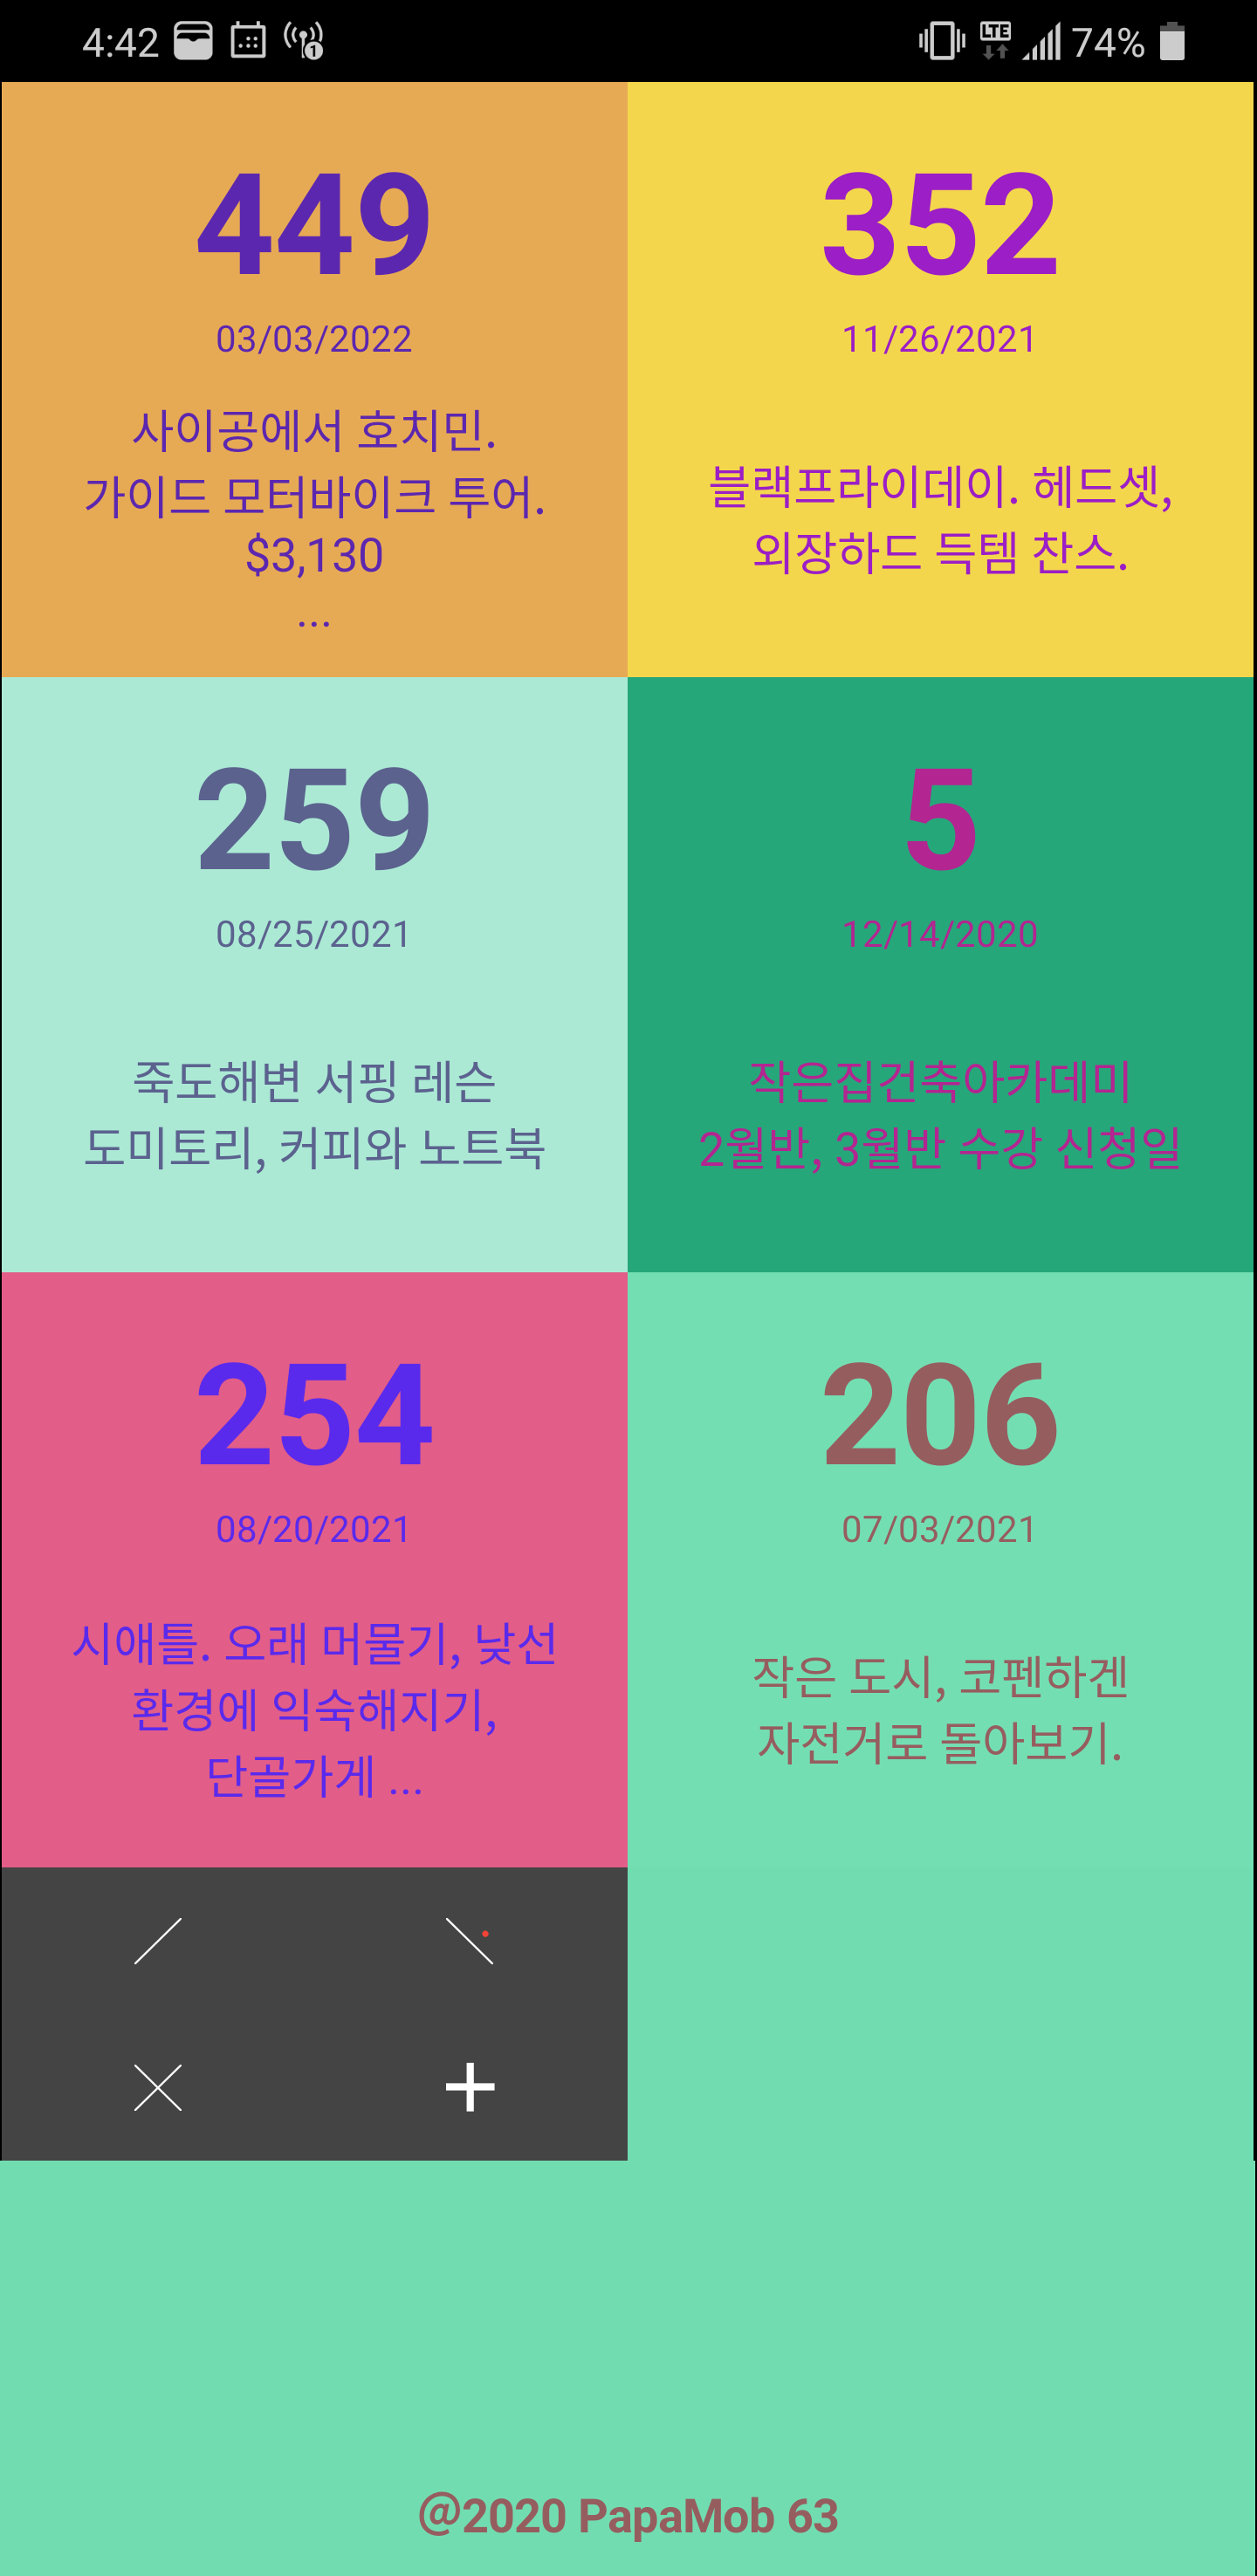 4:42
1
LTE
74%
449
03/03/2022
사이공에서 호치민.
가이드 모터바이크 투어.
$3,130
...
352
11/26/2021
블랙프라이데이. 헤드셋,
외장하드 득템 찬스.
259
08/25/2021
죽도해변 서핑 레슨
도미토리, 커피와 노트북
5
12/14/2020
작은집건축아카데미
2월반, 3월반 수강 신청일
254
08/20/2021
시애틀. 오래 머물기, 낮선
환경에 익숙해지기,
단골가게 ...
206
07/03/2021
작은 도시, 코펜하겐
자전거로 돌아보기.
@2020 PapaMob 63